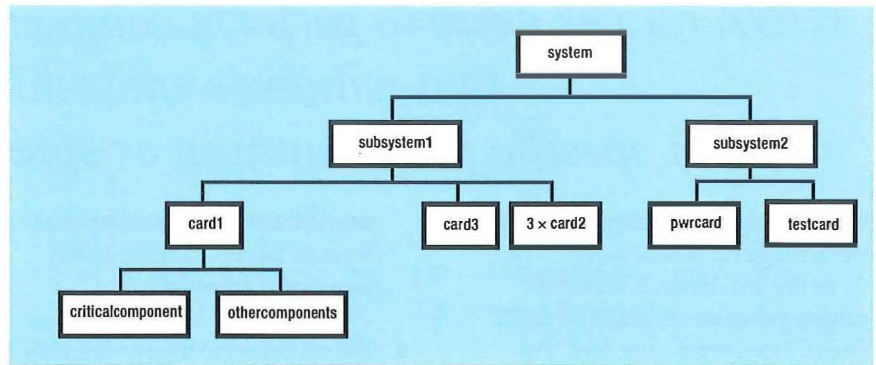 system
subsystem1
subsystem2
card1
card3
3 × card2
pwrcard
testcard
criticalcomponent
othercomponents